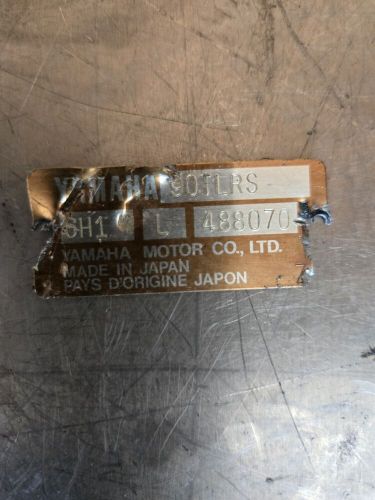 YAMAHA 90TLRS
6H1 L 488070
YAMAHA MOTOR CO., LTD.
MADE IN JAPAN
PAYS D'ORIGINE JAPON